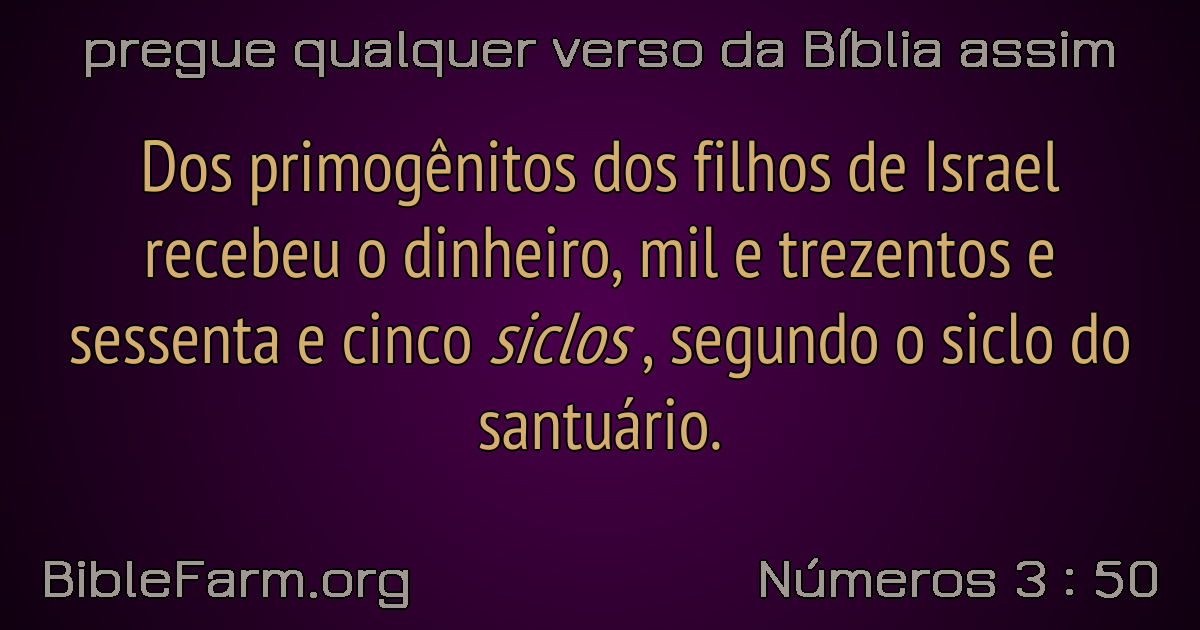 pregue qualquer verso da Bíblia assim
Dos primogênitos dos filhos de Israel
recebeu o dinheiro, mil e trezentos e
sessenta e cinco siclos , segundo o siclo do
santuário.
BibleFarm.org
Números 3 : 50